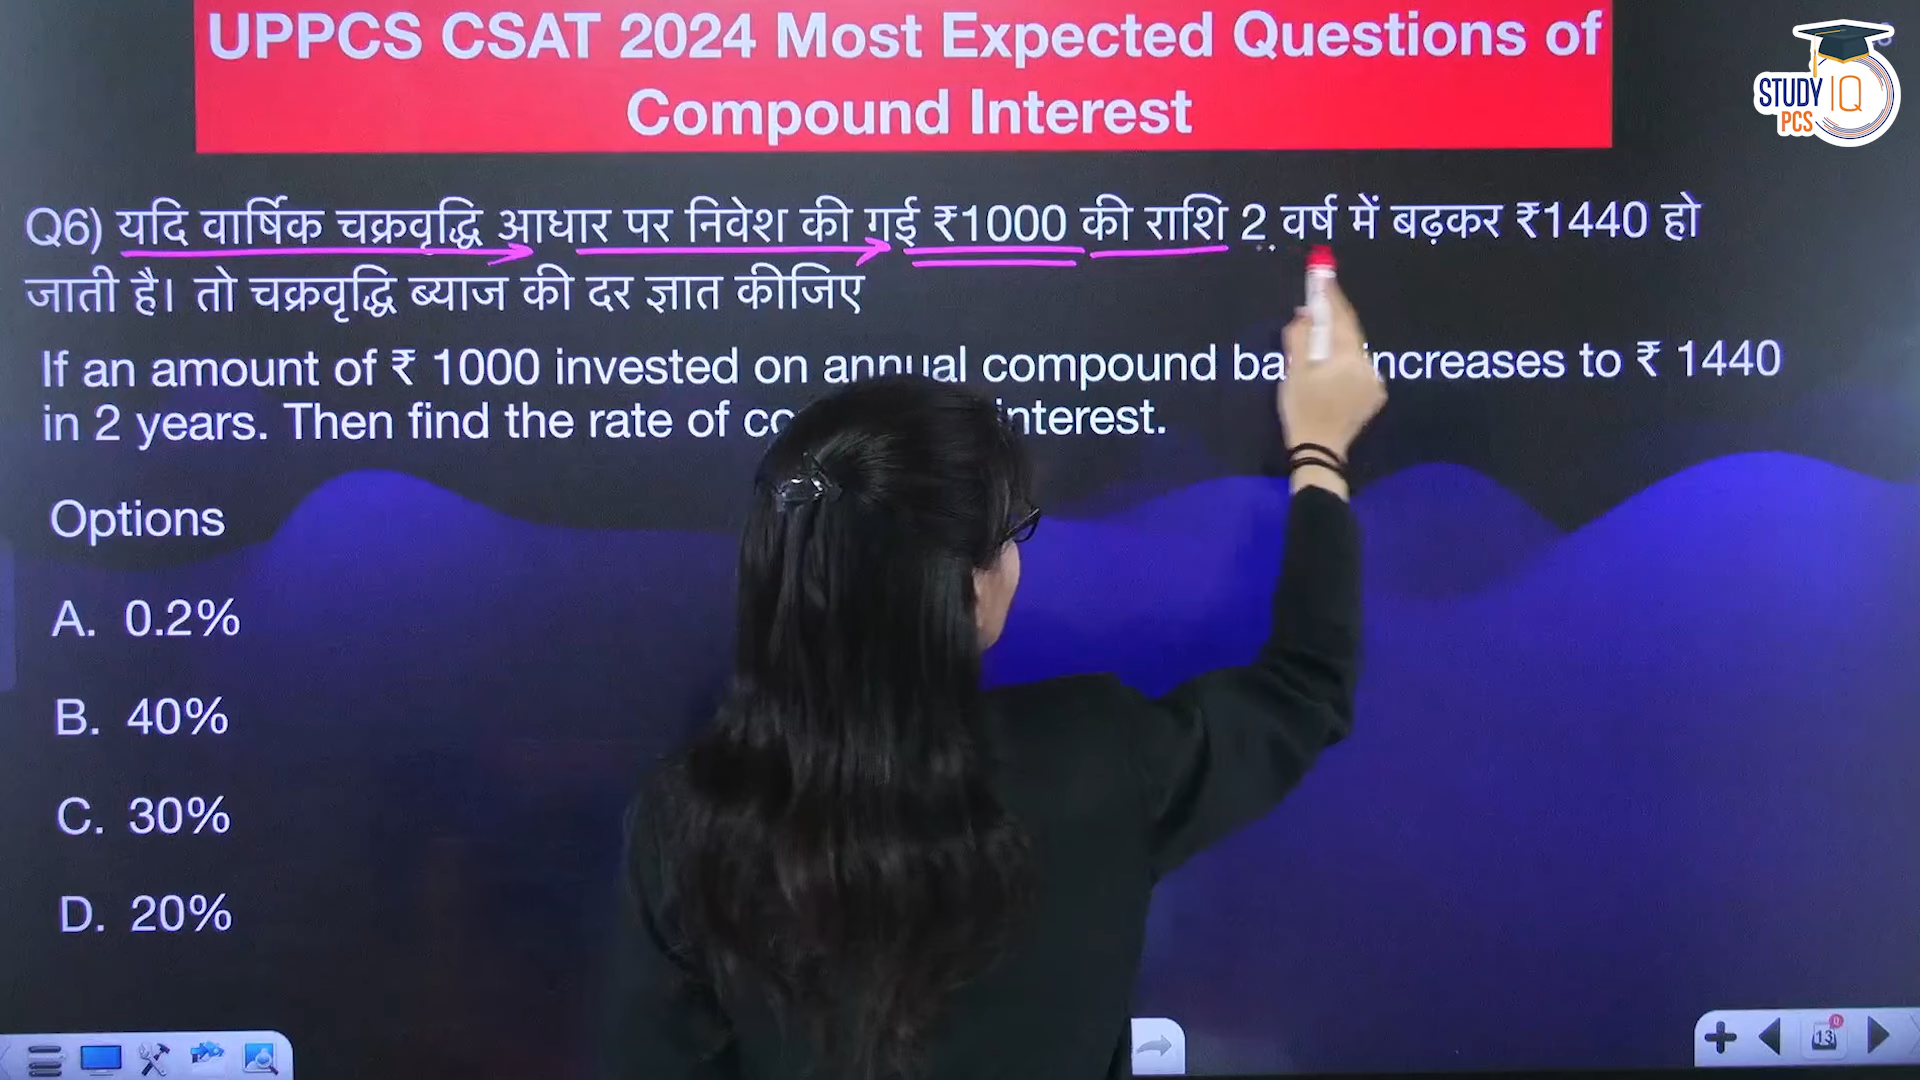 UPPCS CSAT 2024 Most Expected Questions of
Compound Interest
STUDY IQ
PCS
Q6) यदि वार्षिक चक्रवृद्धि आधार पर निवेश की गई ₹1000 की राशि 2 वर्ष में बढ़कर ₹1440 हो
जाती है। तो चक्रवृद्धि ब्याज की दर ज्ञात कीजिए
If an amount of ₹ 1000 invested on annual compound increases to ₹ 1440
in 2 years. Then find the rate of interest.
Options
A. 0.2%
B. 40%
C. 30%
D. 20%
13